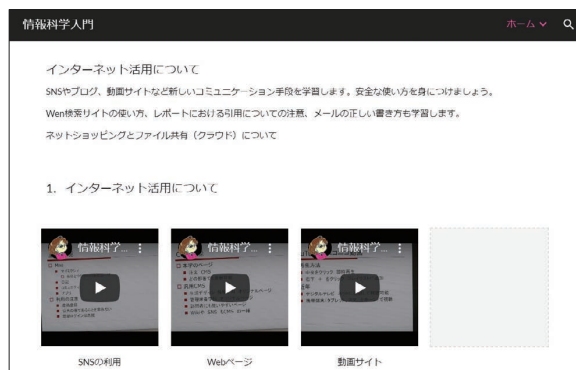 情報科学入門
ホーム
インターネット活用について
SNSやブログ、動画サイトなど新しいコミュニケーション手段を学習します。安全な使い方を身につけましょう。
Wen検索サイトの使い方、レポートにおける引用についての注意、メールの正しい書き方も学習します。
ネットショッピングとファイル共有（クラウド）について
1. インターネット活用について
情報科学...
情報科学...
情報科学...
SNSの利用
Webページ
動画サイト